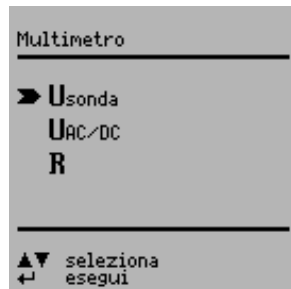 Multimetro
Usonda
UAC/DC
R
▲▼ seleziona
↵ esegui